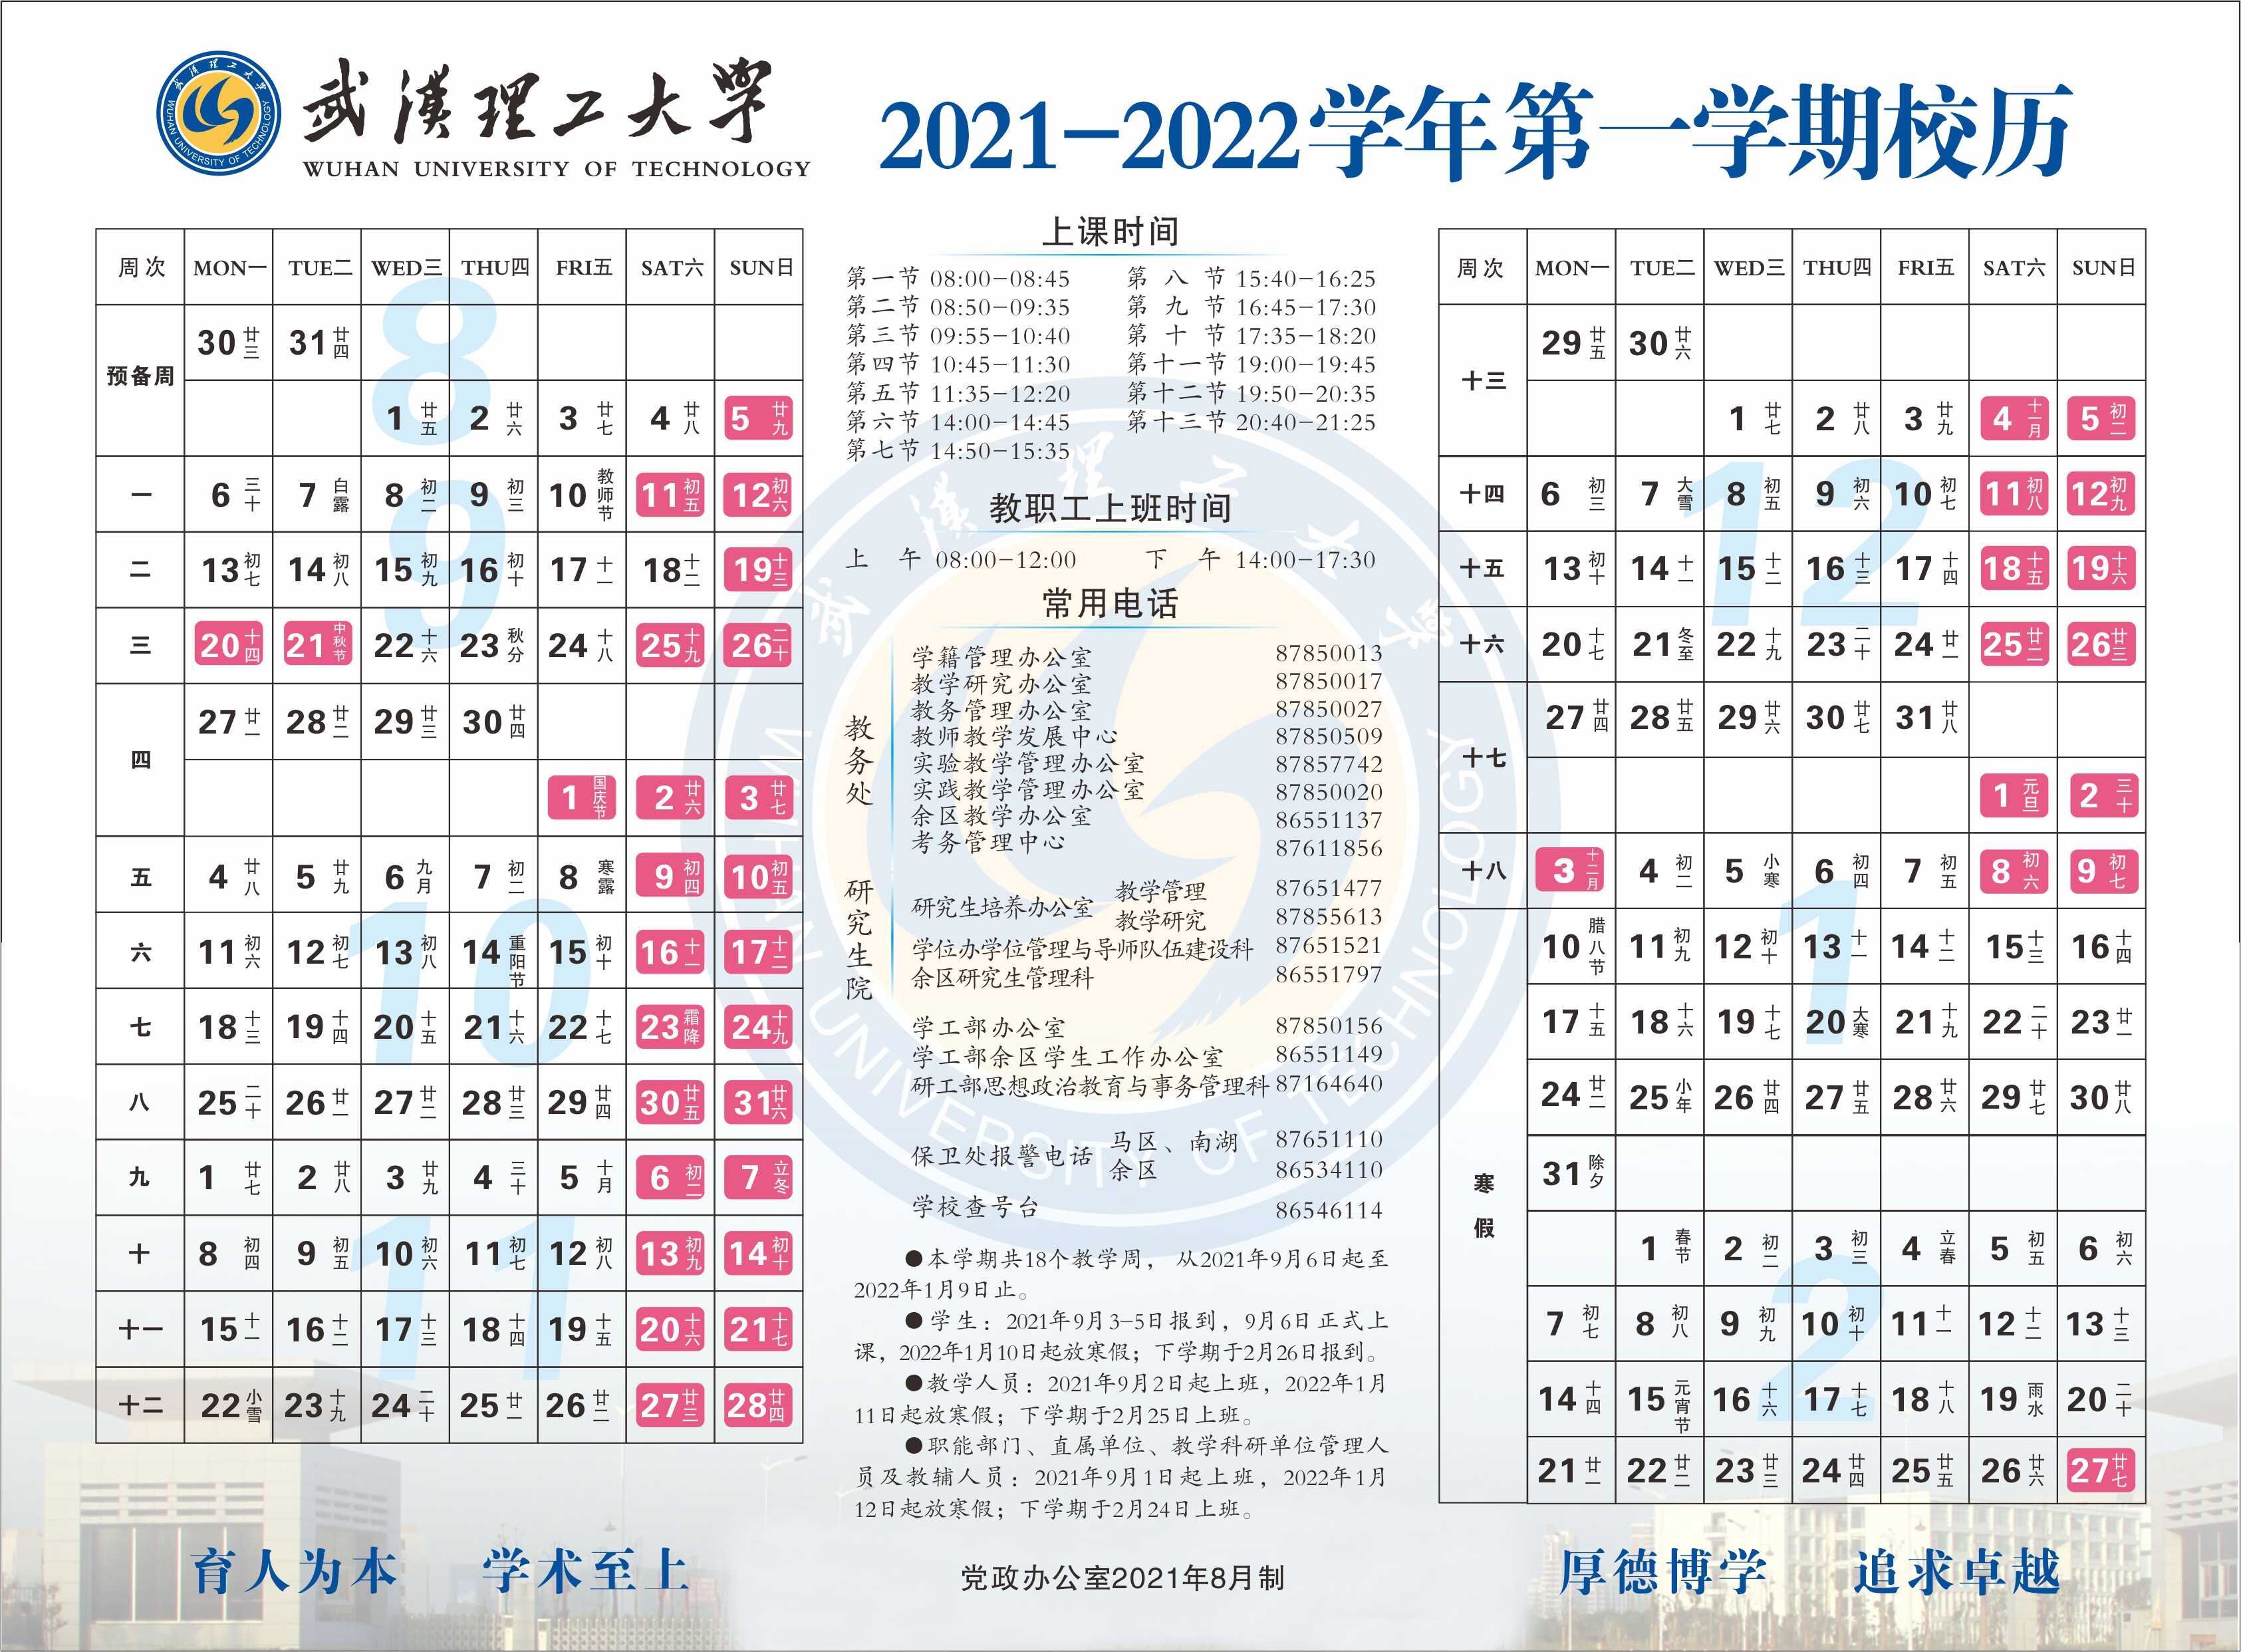 武漢理工大学
WUHAN UNIVERSITY OF TECHNOLOGY
2021-2022学年第一学期校历
周次 MON一 TUE二 WED三 THU四 FRI五 SAT六 SUN日
8
预备周
30 廿三 31 廿四
1 廿五 2 廿六 3 廿七 4 廿八 5 廿九
9
一 6 三十 7 白露 8 初二 9 初三 10 教师节 11 初五 12 初六
二 13 初七 14 初八 15 初九 16 初十 17 十一 18 十二 19 十三
三 20 十四 21 中秋节 22 十六 23 秋分 24 十八 25 十九 26 二十
四
27 廿一 28 廿二 29 廿三 30 廿四
1 国庆节 2 廿六 3 廿七
五 4 廿八 5 廿九 6 九月 7 初二 8 寒露 9 初四 10 初五
10
六 11 初六 12 初七 13 初八 14 重阳节 15 初十 16 十一 17 十二
七 18 十三 19 十四 20 十五 21 十六 22 十七 23 霜降 24 十九
八 25 二十 26 廿一 27 廿二 28 廿三 29 廿四 30 廿五 31 廿六
九 1 廿七 2 廿八 3 廿九 4 三十 5 十月 6 初二 7 立冬
11
十 8 初四 9 初五 10 初六 11 初七 12 初八 13 初九 14 初十
十一 15 十一 16 十二 17 十三 18 十四 19 十五 20 十六 21 十七
十二 22 小雪 23 十九 24 二十 25 廿一 26 廿二 27 廿三 28 廿四
上课时间
第一节 08:00-08:45 第八节 15:40-16:25
第二节 08:50-09:35 第九节 16:45-17:30
第三节 09:55-10:40 第十节 17:35-18:20
第四节 10:45-11:30 第十一节 19:00-19:45
第五节 11:35-12:20 第十二节 19:50-20:35
第六节 14:00-14:45 第十三节 20:40-21:25
第七节 14:50-15:35
教职工上班时间
上午 08:00-12:00 下午 14:00-17:30
常用电话
教务处
学籍管理办公室 87850013
教学研究办公室 87850017
教务管理办公室 87850027
教师教学发展中心 87850509
实验教学管理办公室 87857742
实践教学管理办公室 87850020
余区教学办公室 86551137
考务管理中心 87611856
研究生院
研究生培养办公室 教学管理 87651477
教学研究 87855613
学位办学位管理与导师队伍建设科 87651521
余区研究生管理科 86551797
学工部办公室 87850156
学工部余区学生工作办公室 86551149
研工部思想政治教育与事务管理科 87164640
保卫处报警电话 马区、南湖 87651110
余区 86534110
学校查号台 86546114
●本学期共18个教学周， 从2021年9月6日起至
2022年1月9日止。
●学生：2021年9月3-5日报到，9月6日正式上
课，2022年1月10日起放寒假；下学期于2月26日报到。
●教学人员：2021年9月2日起上班，2022年1月
11日起放寒假；下学期于2月25日上班。
●职能部门、直属单位、教学科研单位管理人
员及教辅人员：2021年9月1日起上班，2022年1月
12日起放寒假；下学期于2月24日上班。
党政办公室2021年8月制
周次 MON一 TUE二 WED三 THU四 FRI五 SAT六 SUN日
十三
29 廿五 30 廿六
1 廿七 2 廿八 3 廿九 4 十一月 5 初二
12
十四 6 初三 7 大雪 8 初五 9 初六 10 初七 11 初八 12 初九
十五 13 初十 14 十一 15 十二 16 十三 17 十四 18 十五 19 十六
十六 20 十七 21 冬至 22 十九 23 二十 24 廿一 25 廿二 26 廿三
十七
27 廿四 28 廿五 29 廿六 30 廿七 31 廿八
1 元旦 2 三十
十八 3 十二月 4 初二 5 小寒 6 初四 7 初五 8 初六 9 初七
1
寒假
10 腊八节 11 初九 12 初十 13 十一 14 十二 15 十三 16 十四
17 十五 18 十六 19 十七 20 大寒 21 十九 22 二十 23 廿一
24 廿二 25 小年 26 廿四 27 廿五 28 廿六 29 廿七 30 廿八
31 除夕
1 春节 2 初二 3 初三 4 立春 5 初五 6 初六
2
7 初七 8 初八 9 初九 10 初十 11 十一 12 十二 13 十三
14 十四 15 元宵节 16 十六 17 十七 18 十八 19 雨水 20 二十
21 廿一 22 廿二 23 廿三 24 廿四 25 廿五 26 廿六 27 廿七
育人为本 学术至上
厚德博学 追求卓越